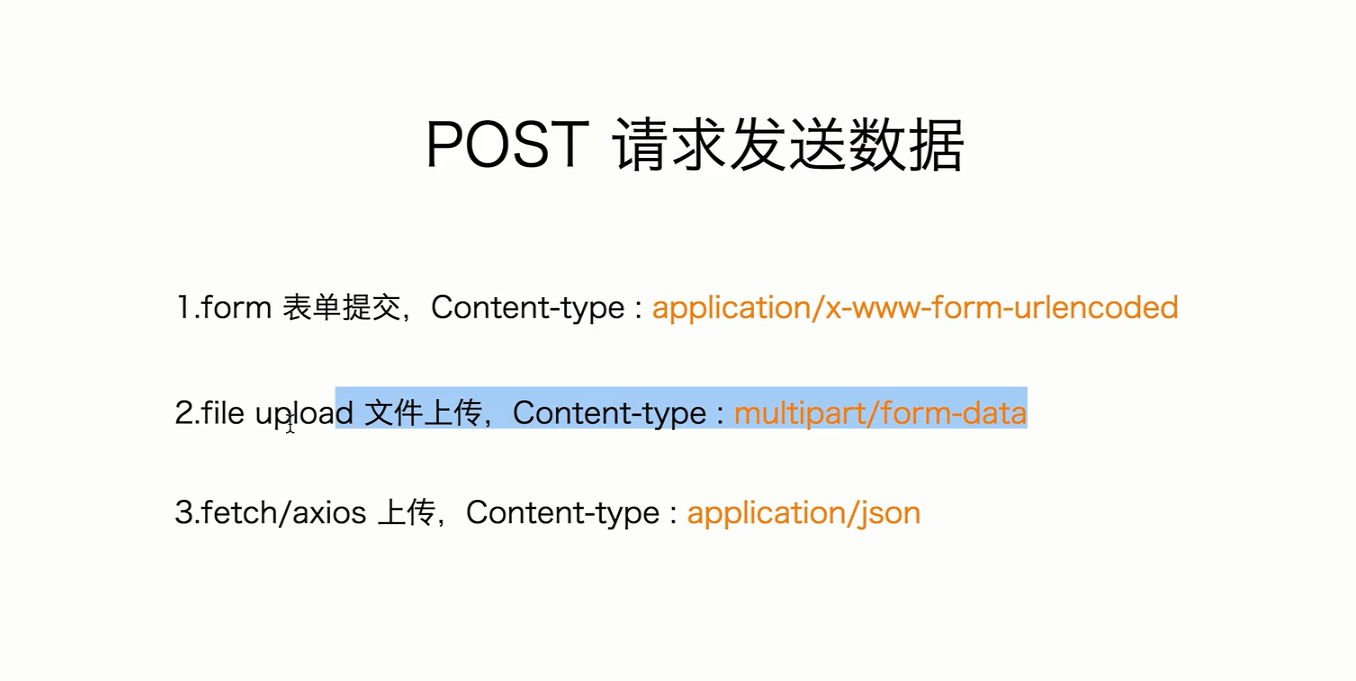 POST 请求发送数据
1.form 表单提交，Content-type : application/x-www-form-urlencoded
2.file upload 文件上传，Content-type : multipart/form-data
3.fetch/axios 上传，Content-type : application/json